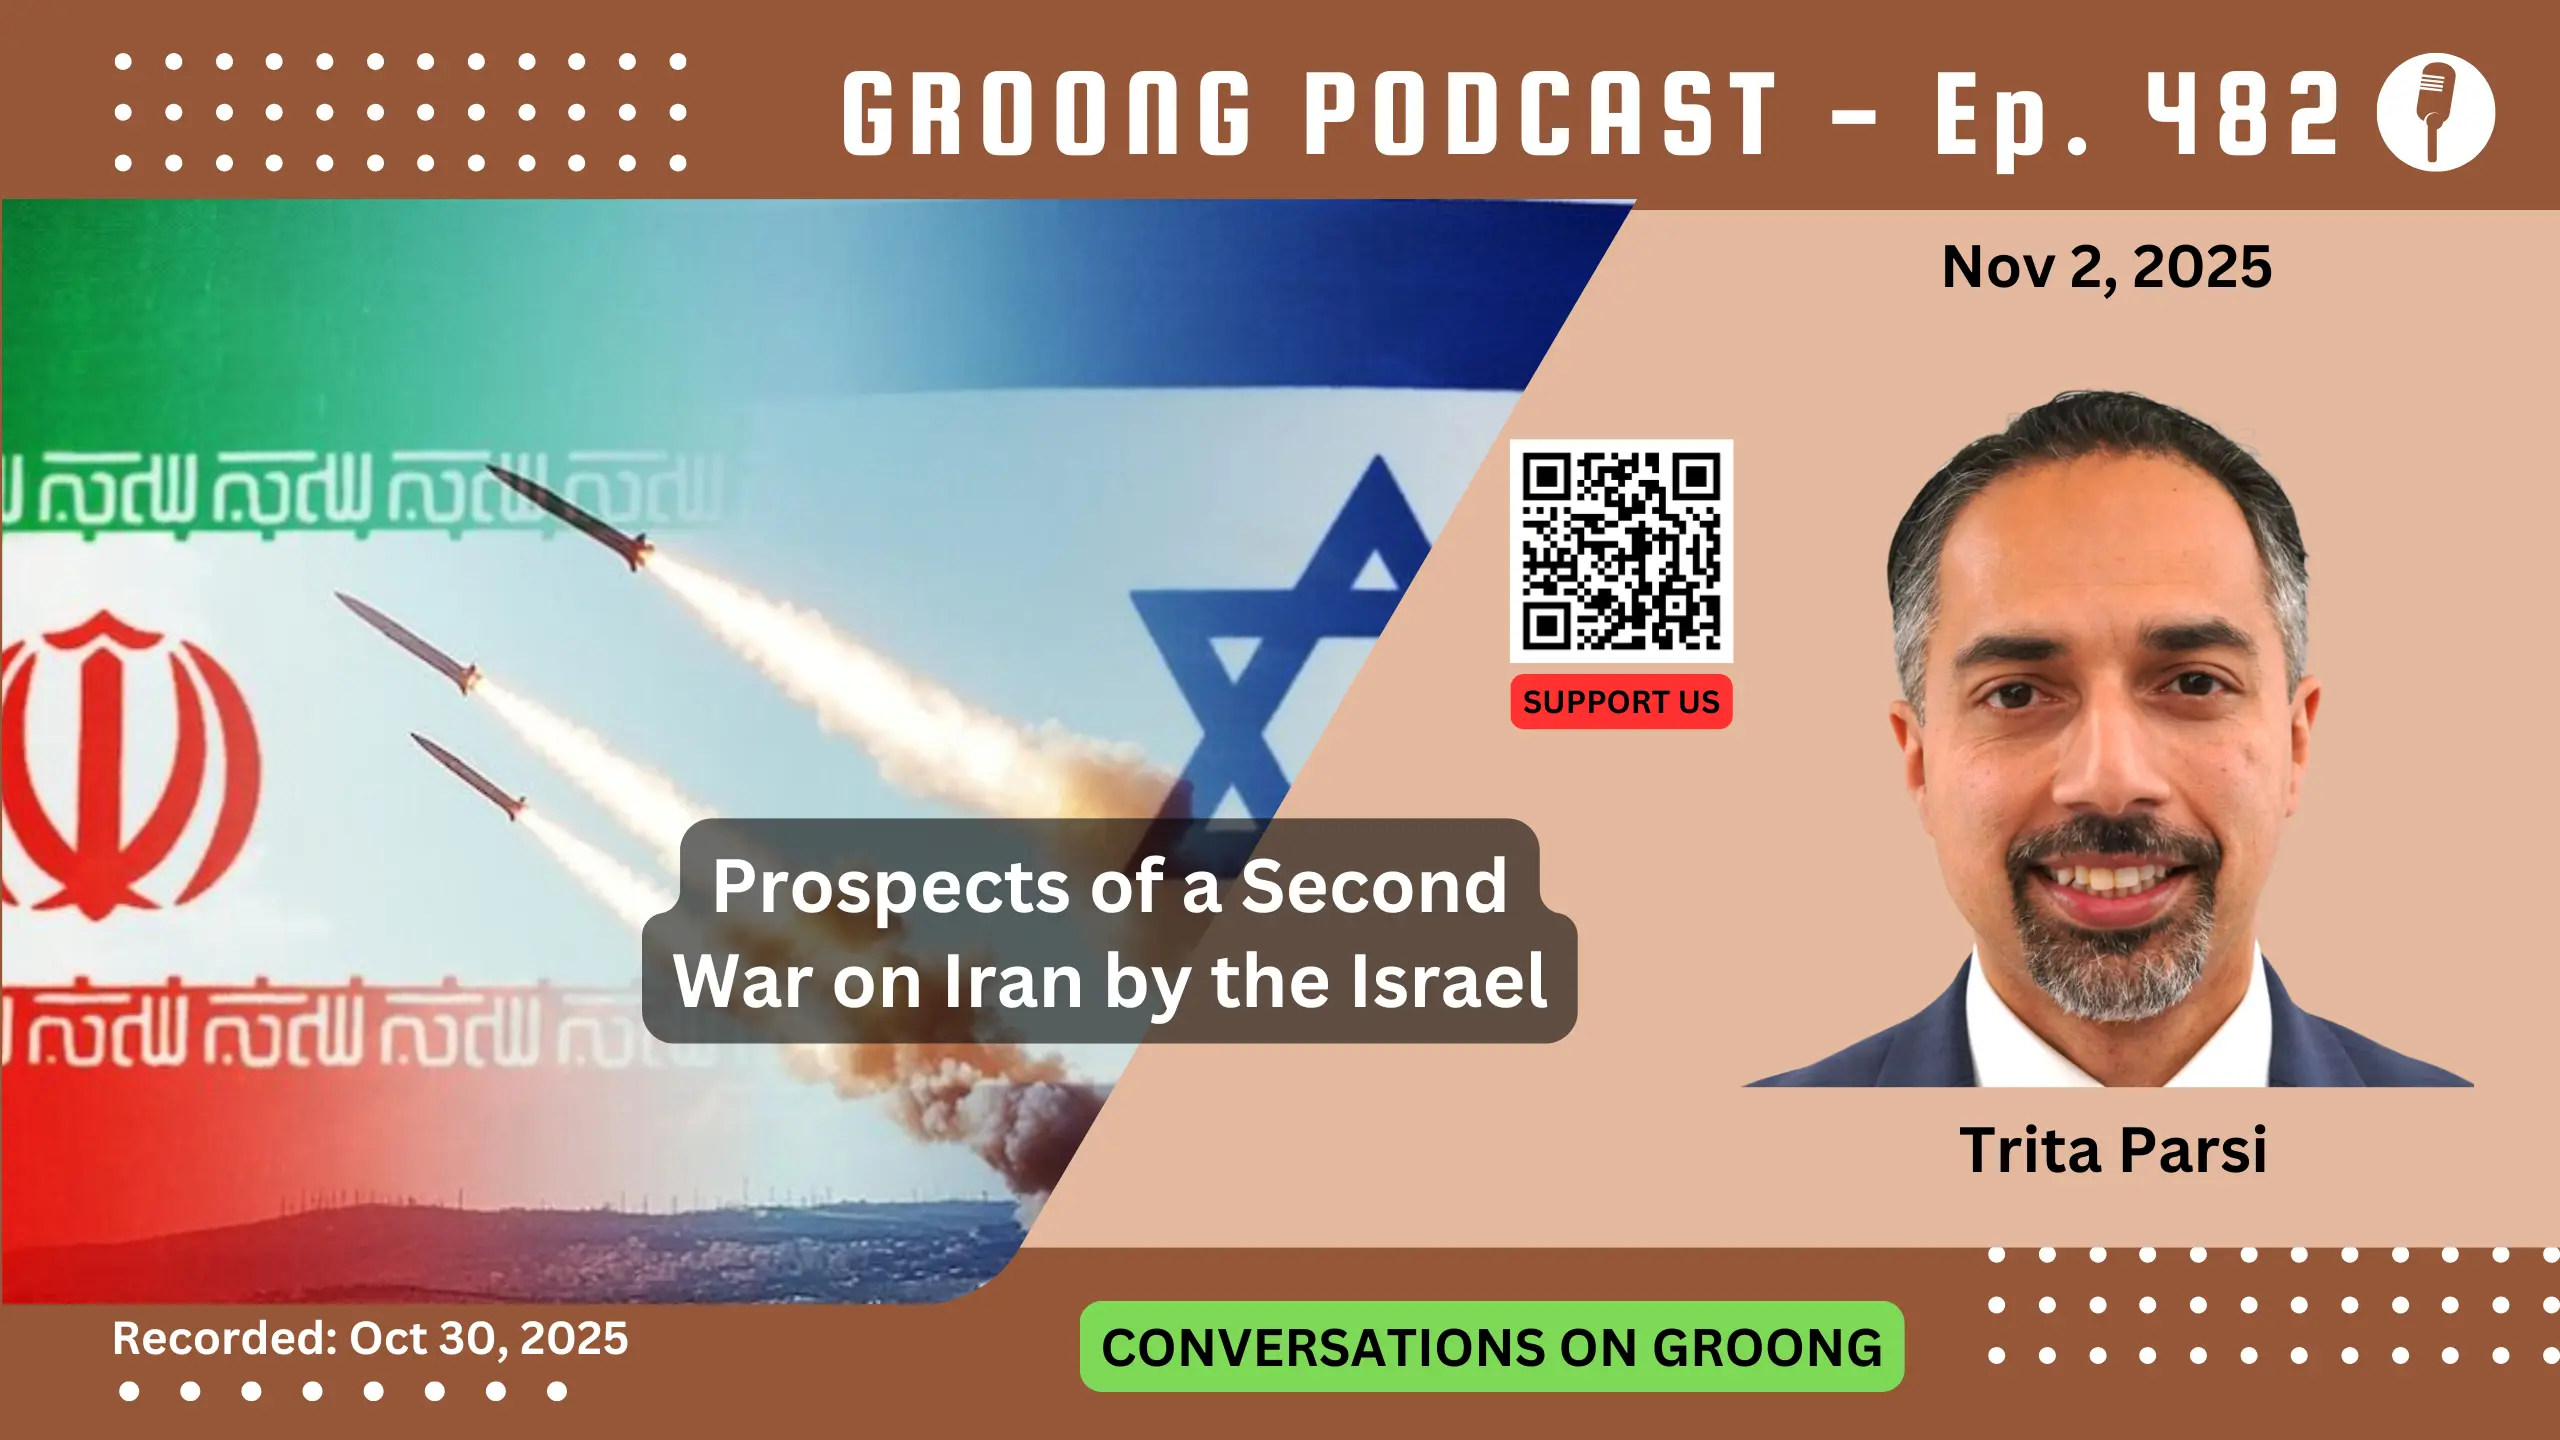 GROONG PODCAST - Ep. 482
Nov 2, 2025
SUPPORT US
Prospects of a Second
War on Iran by the Israel
Trita Parsi
Recorded: Oct 30, 2025
CONVERSATIONS ON GROONG